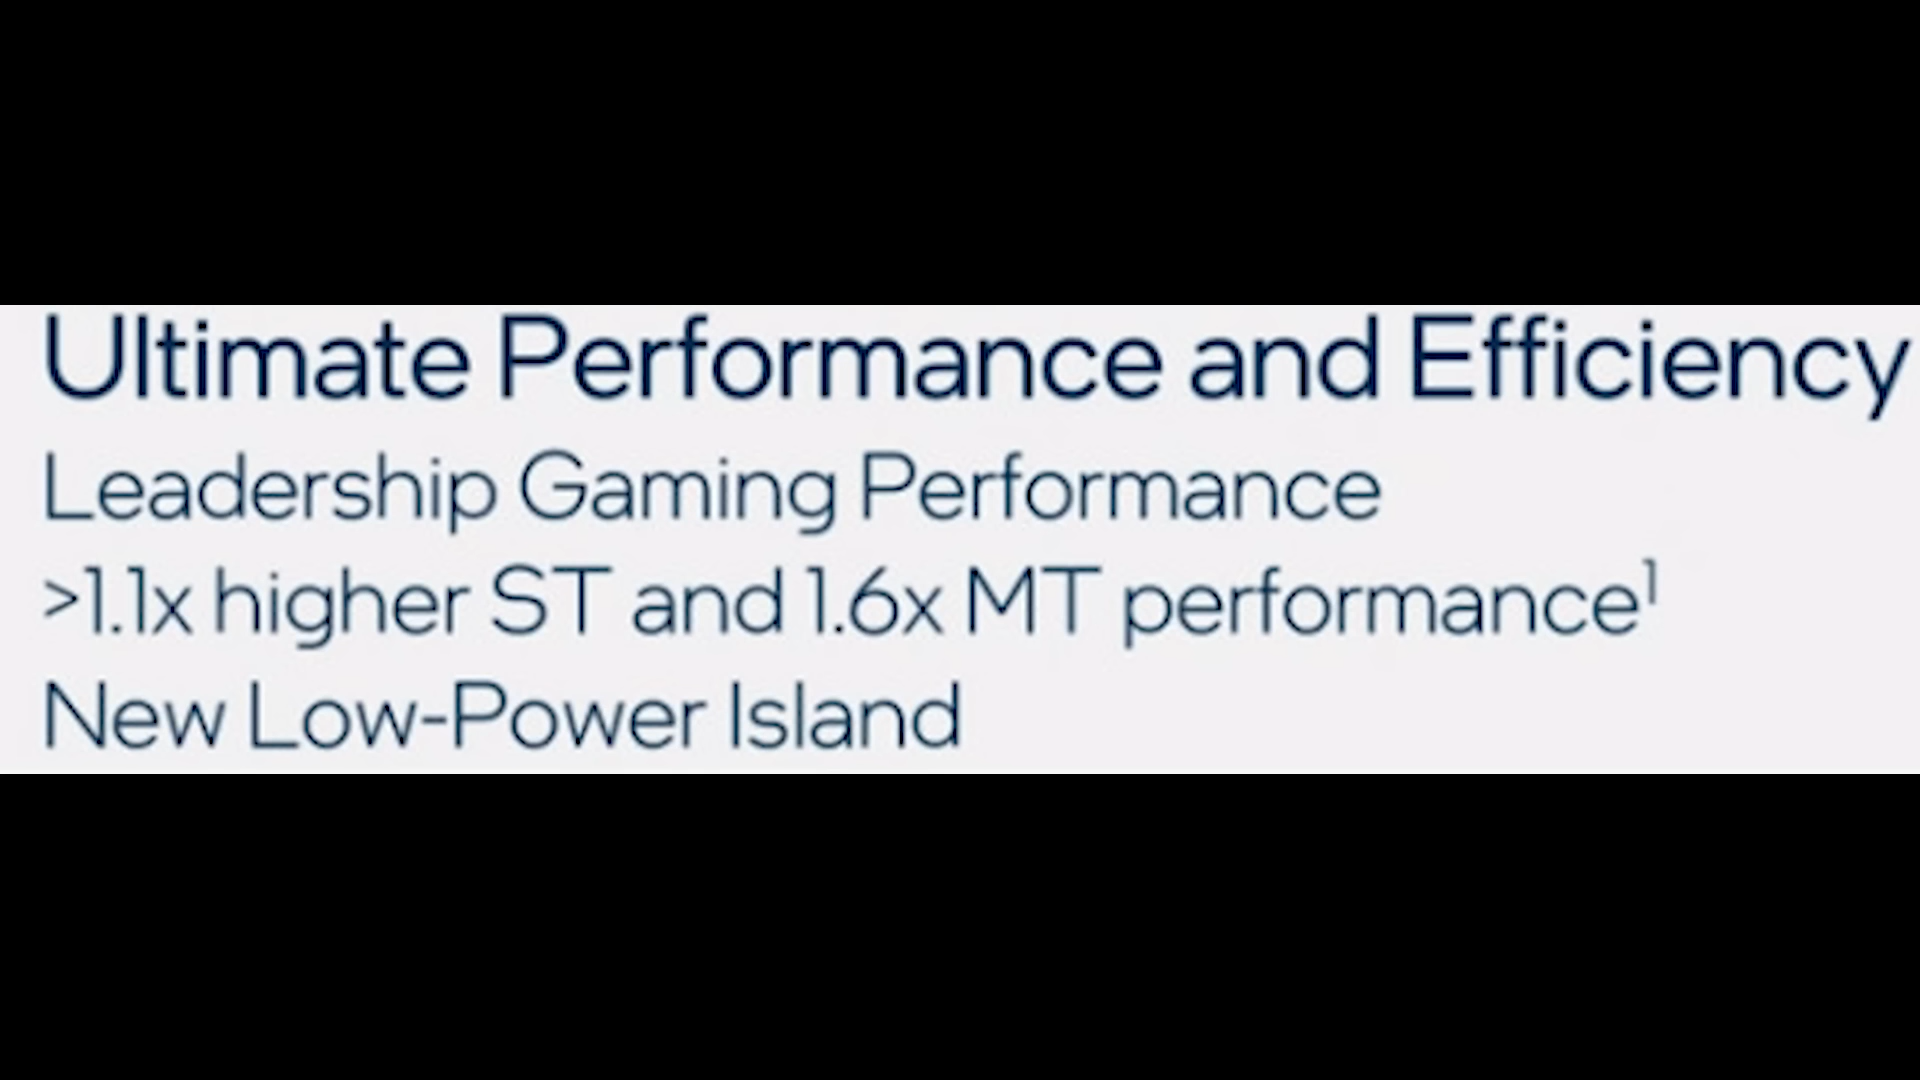 Ultimate Performance and Efficiency
Leadership Gaming Performance
>1.1x higher ST and 1.6x MT performance¹
New Low-Power Island